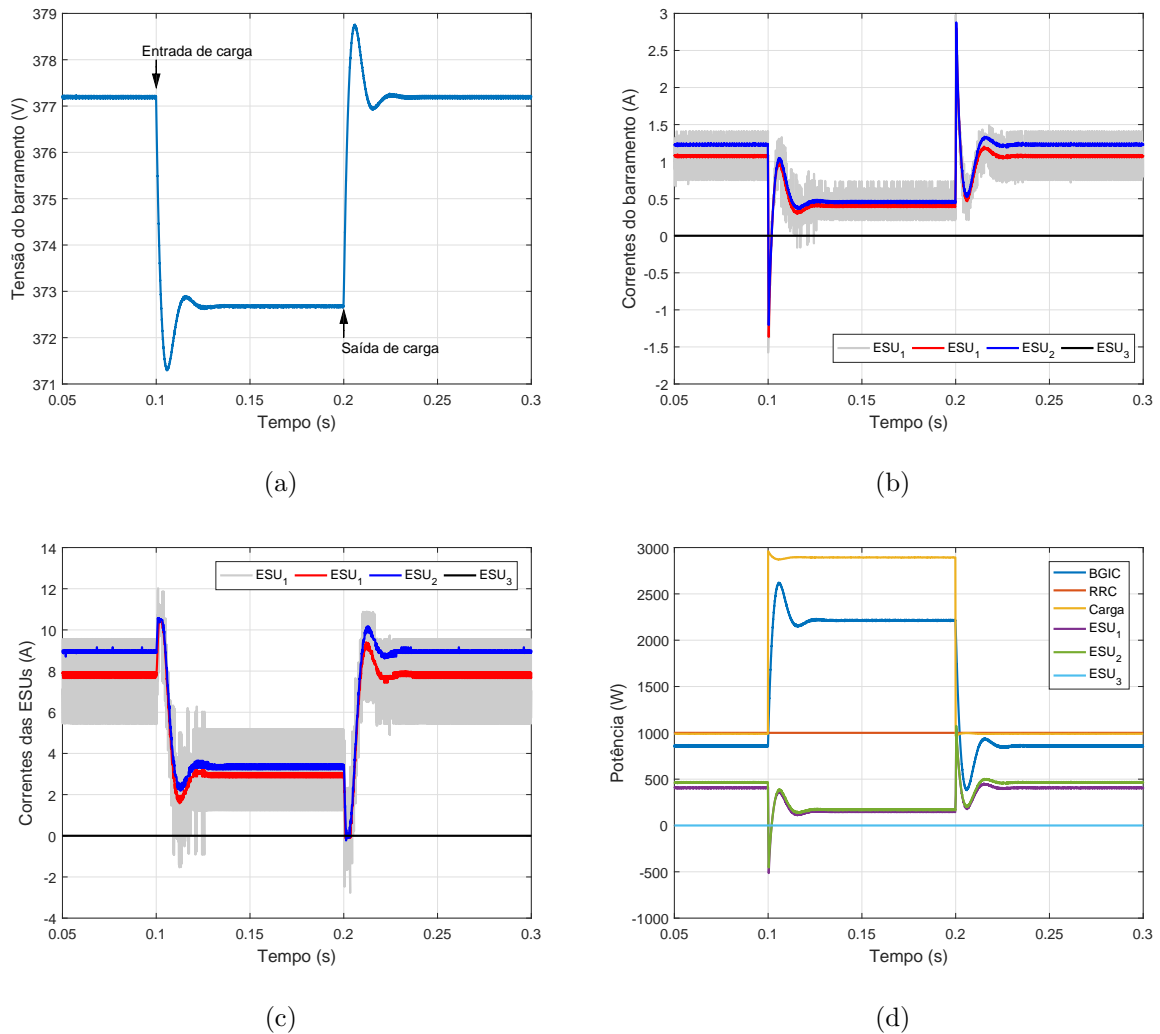 379
378
377
376
375
374
373
372
371
0.05
0.1
0.15
0.2
0.25
0.3
Tensão do barramento (V)
Tempo (s)
Entrada de carga
Saída de carga
(a)
3
2.5
2
1.5
1
0.5
0
-0.5
-1
-1.5
-2
0.05
0.1
0.15
0.2
0.25
0.3
Correntes do barramento (A)
Tempo (s)
ESU1
ESU1
ESU2
ESU3
(b)
14
12
10
8
6
4
2
0
-2
-4
0.05
0.1
0.15
0.2
0.25
0.3
Correntes das ESUs (A)
Tempo (s)
ESU1
ESU1
ESU2
ESU3
(c)
3000
2500
2000
1500
1000
500
0
-500
-1000
0.05
0.1
0.15
0.2
0.25
0.3
Potência (W)
Tempo (s)
BGIC
RRC
Carga
ESU1
ESU2
ESU3
(d)